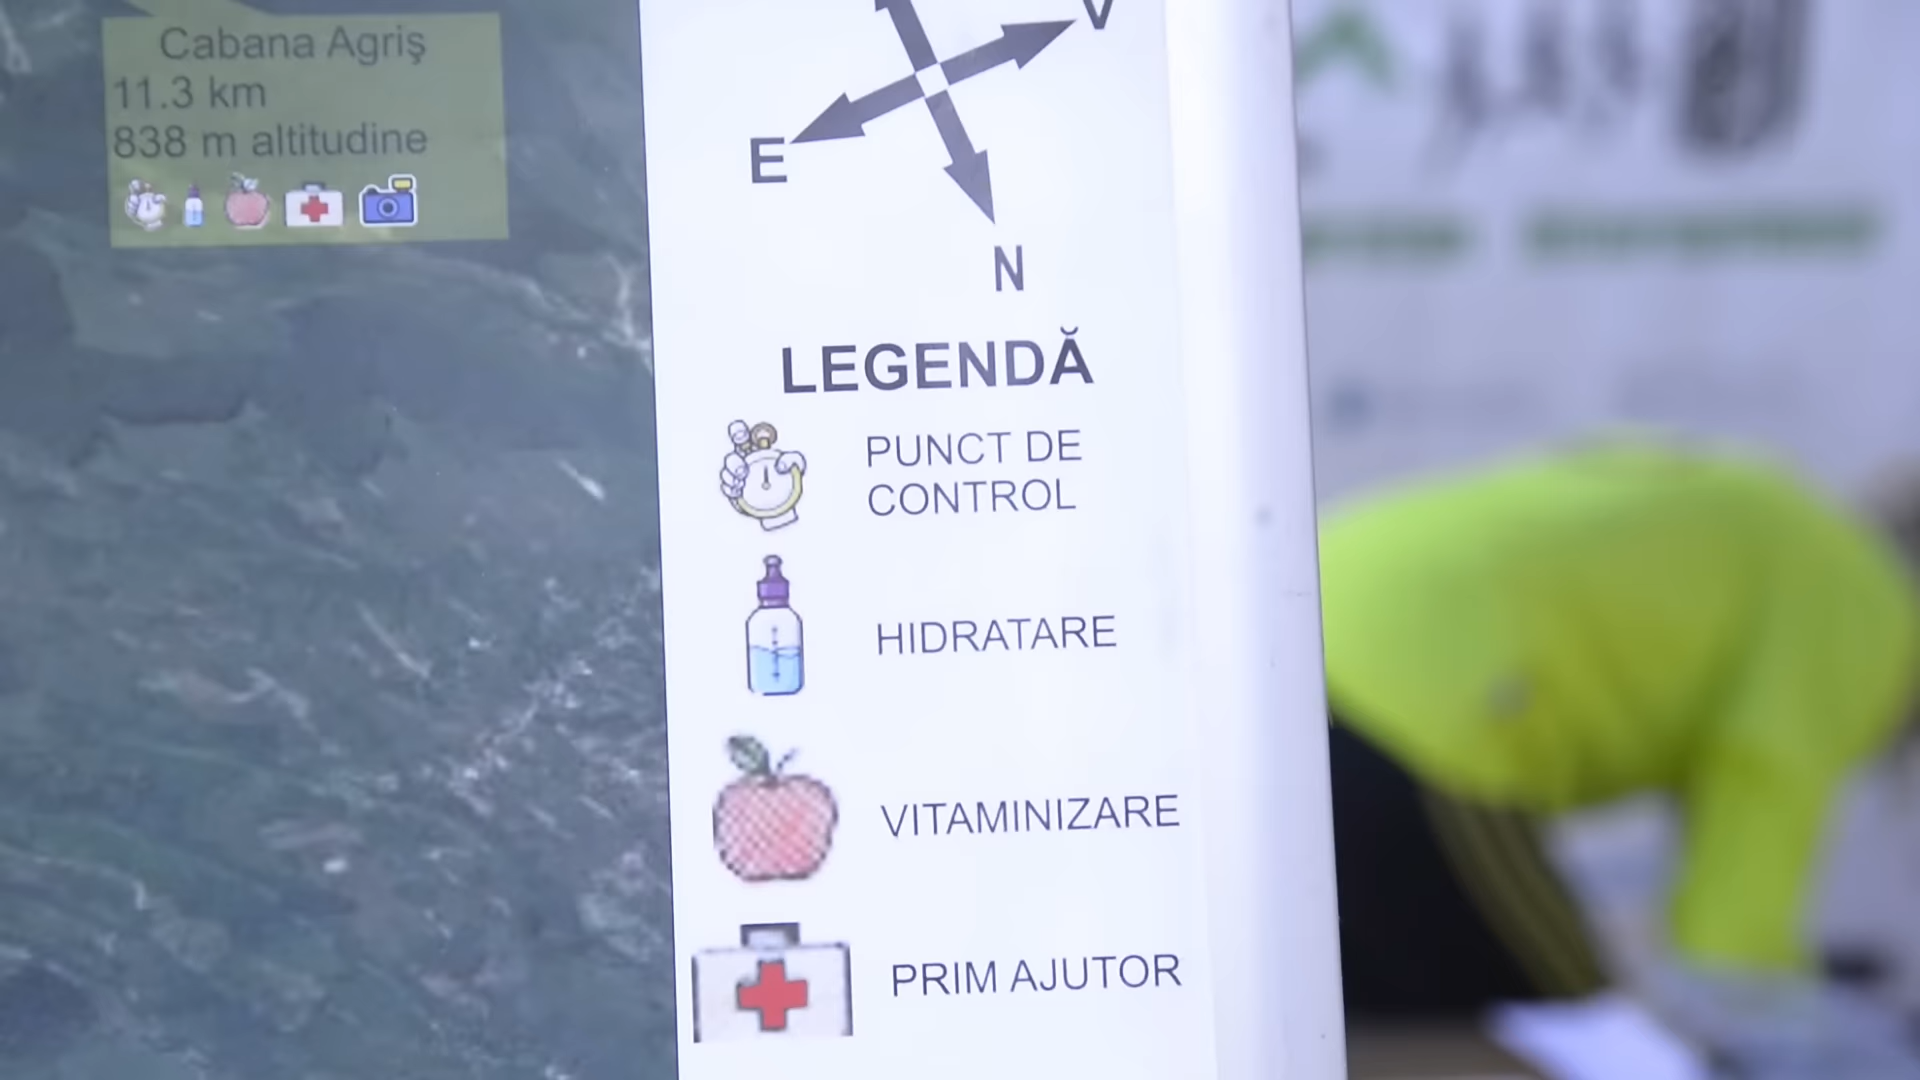 Cabana Agriş
11.3 km
838 m altitudine
V
E
N
LEGENDĂ
PUNCT DE
CONTROL
HIDRATARE
VITAMINIZARE
PRIM AJUTOR